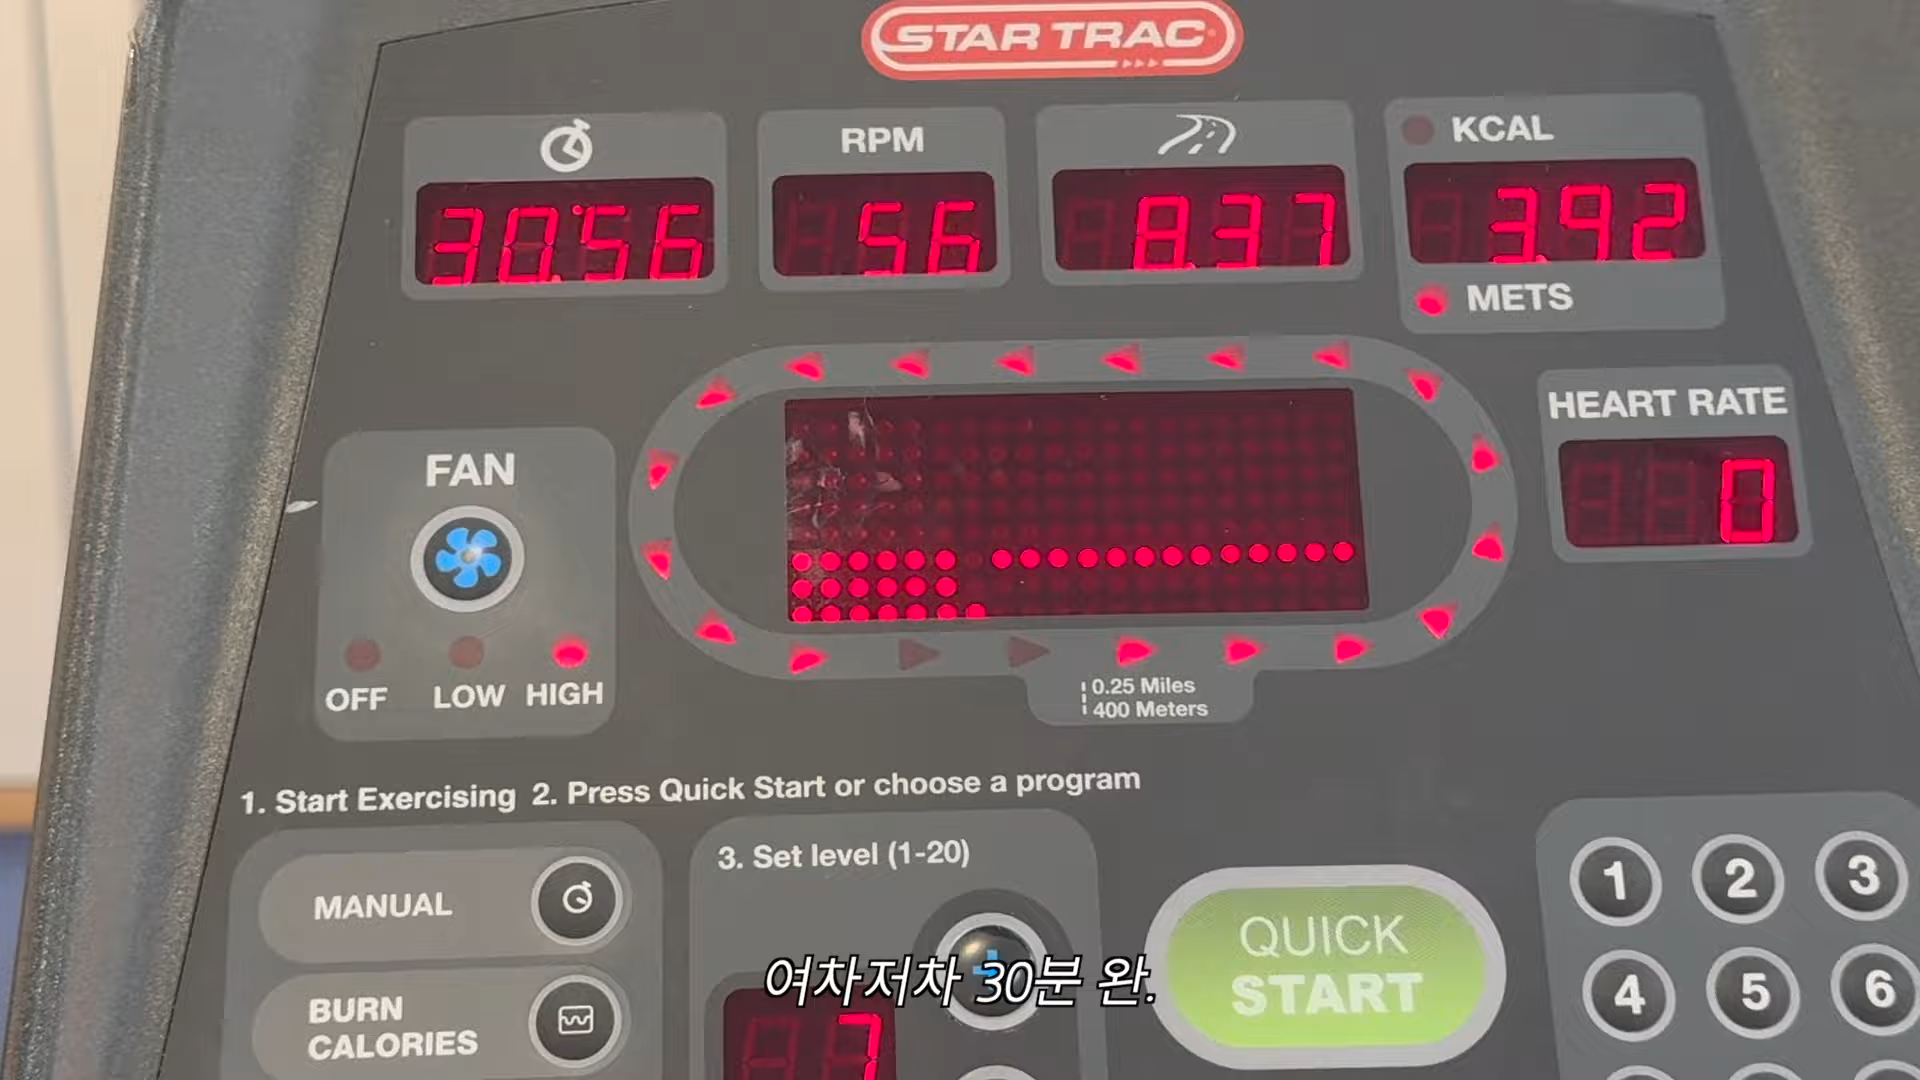 STAR TRAC
RPM
KCAL
30:56
56
8.37
3.92
METS
HEART RATE
0
FAN
OFF LOW HIGH
0.25 Miles
400 Meters
1. Start Exercising 2. Press Quick Start or choose a program
3. Set level (1-20)
MANUAL
BURN
CALORIES
7
QUICK
START
1 2 3
4 5 6
여차저차 30분 완.